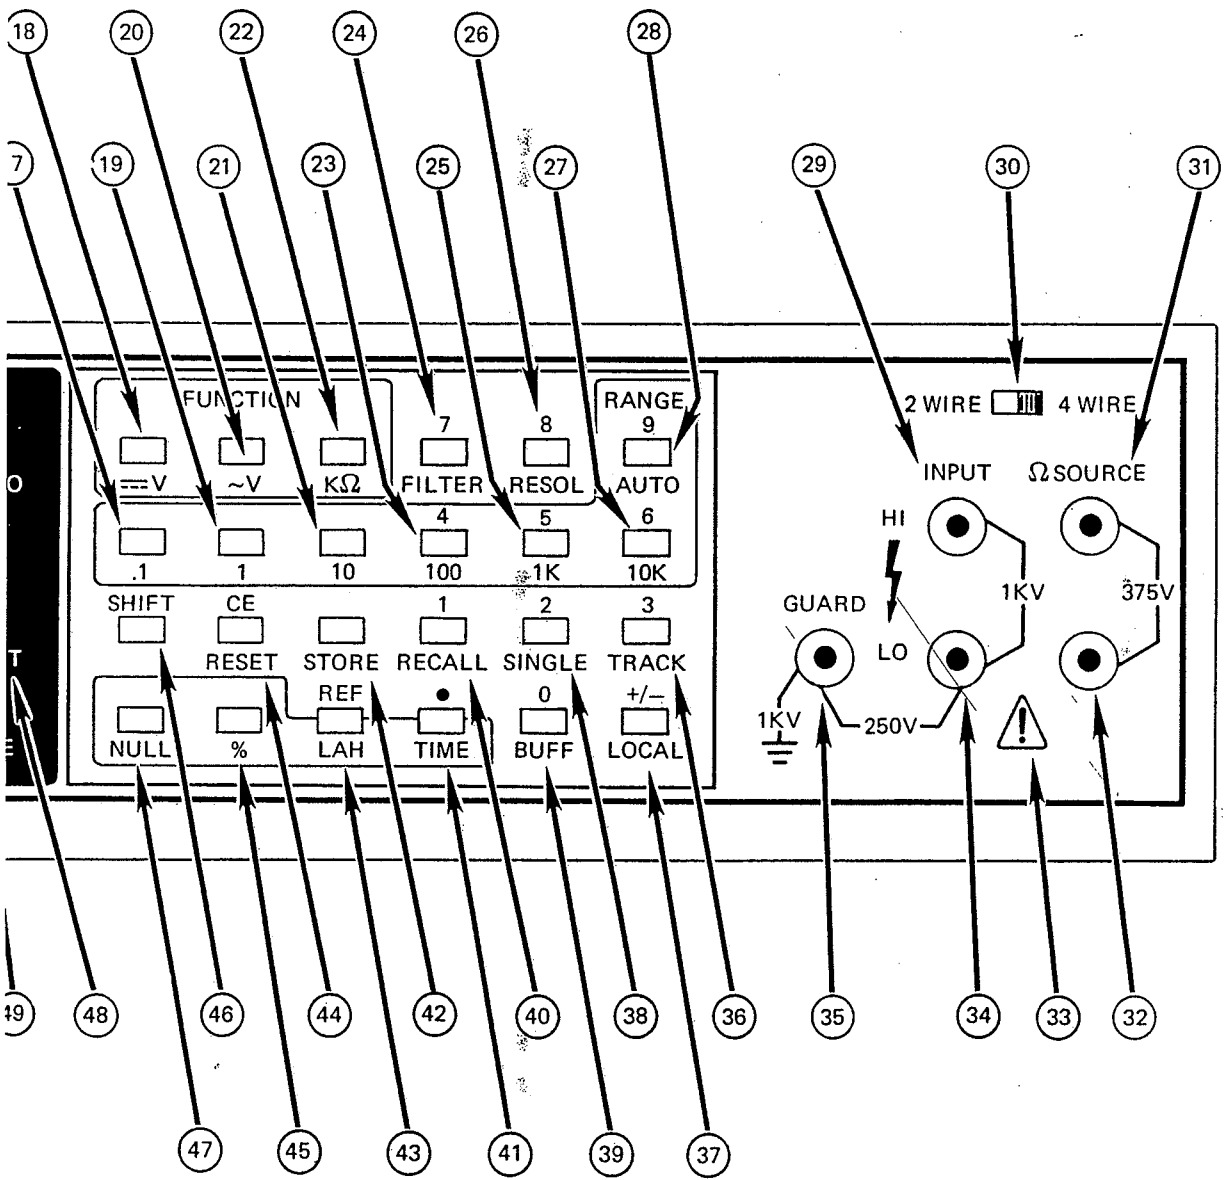 18 20 22 24 26 28
7 19 21 23 25 27 29 30 31
FUNCTION RANGE
7 8 9
2 WIRE 4 WIRE
⎓V ~V KΩ FILTER RESOL AUTO
INPUT Ω SOURCE
O
4 5 6
HI
.1 1 10 100 1K 10K
1KV 375V
SHIFT CE 1 2 3
GUARD
LO
T
RESET STORE RECALL SINGLE TRACK
REF • 0 +/–
1KV 250V
E
NULL % LAH TIME BUFF LOCAL
!
49 48 46 44 42 40 38 36 35 34 33 32
47 45 43 41 39 37